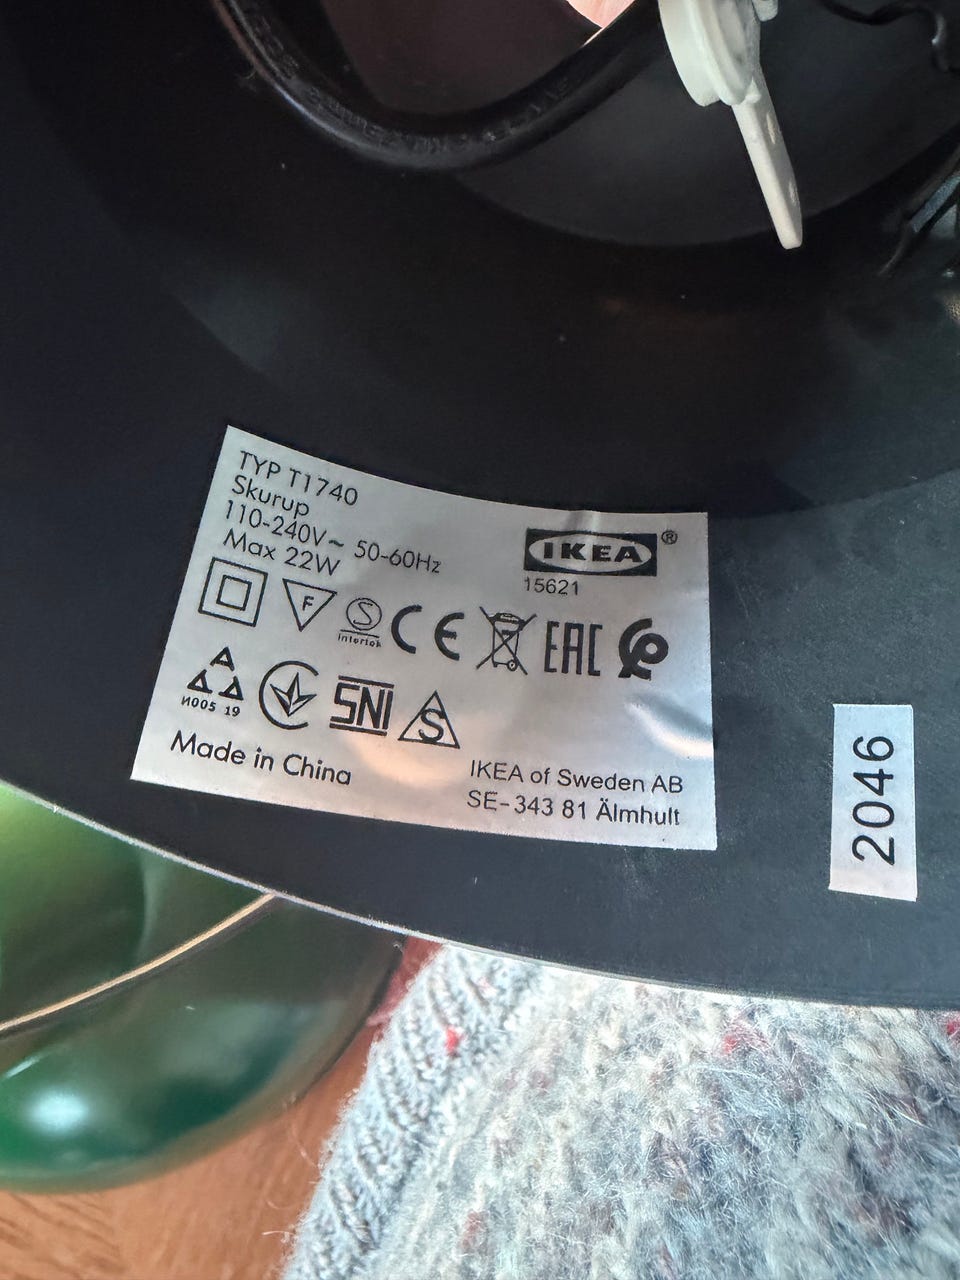 TYP T1740
Skurup
110-240V~ 50-60Hz
Max 22W
IKEA®
15621
F
S
intertek
CE
EAC
A
И005 19
SNI
S
Made in China
IKEA of Sweden AB
SE-343 81 Älmhult
2046